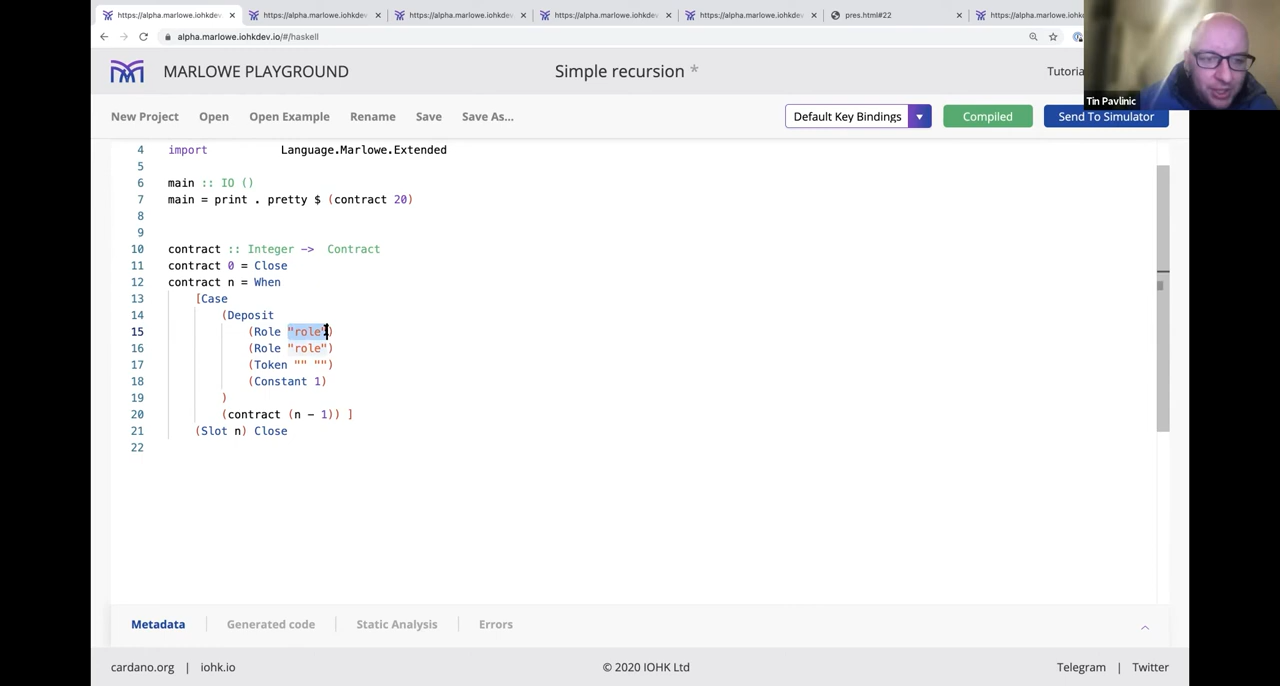 https://alpha.marlowe.iohkdev.io/#/haskell
https://alpha.marlowe.iohkdev.
https://alpha.marlowe.iohkdev.
https://alpha.marlowe.iohkdev.
https://alpha.marlowe.iohkdev.
pres.html#22
https://alpha.marlowe.iohkde
alpha.marlowe.iohkdev.io/#/haskell
Tin Pavlinic
MARLOWE PLAYGROUND
Simple recursion *
Tutoria
New Project
Open
Open Example
Rename
Save
Save As...
Default Key Bindings
Compiled
Send To Simulator
4 import Language.Marlowe.Extended
5
6 main :: IO ()
7 main = print . pretty $ (contract 20)
8
9
10 contract :: Integer -> Contract
11 contract 0 = Close
12 contract n = When
13 [Case
14 (Deposit
15 (Role "role")
16 (Role "role")
17 (Token "" "")
18 (Constant 1)
19 )
20 (contract (n - 1)) ]
21 (Slot n) Close
22
Metadata
Generated code
Static Analysis
Errors
cardano.org | iohk.io
© 2020 IOHK Ltd
Telegram | Twitter